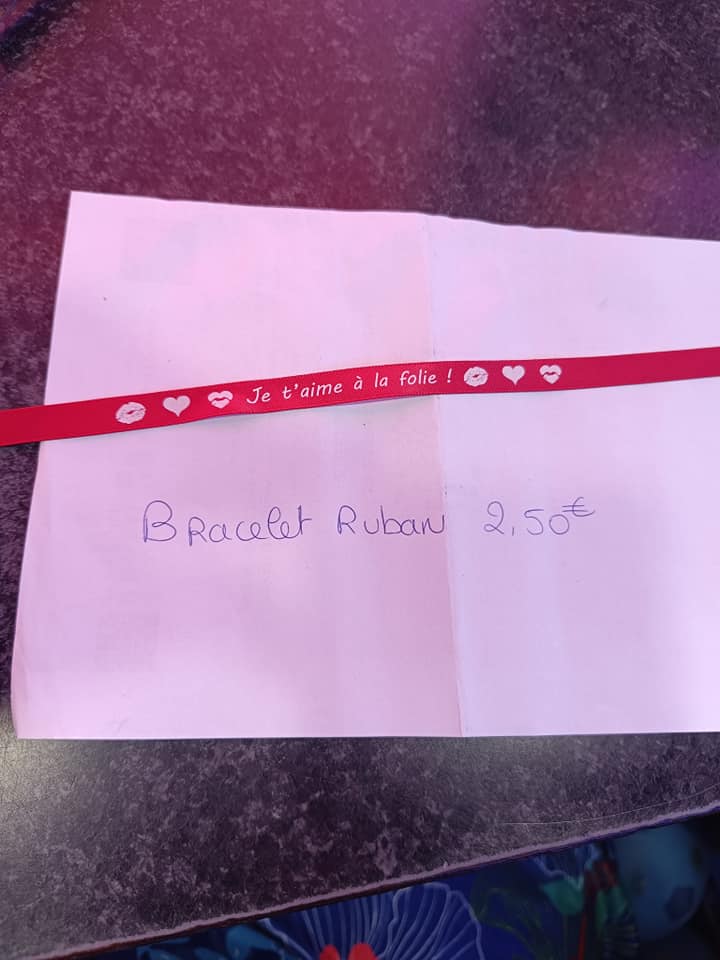 Je t'aime à la folie !
Bracelet Ruban 2,50€